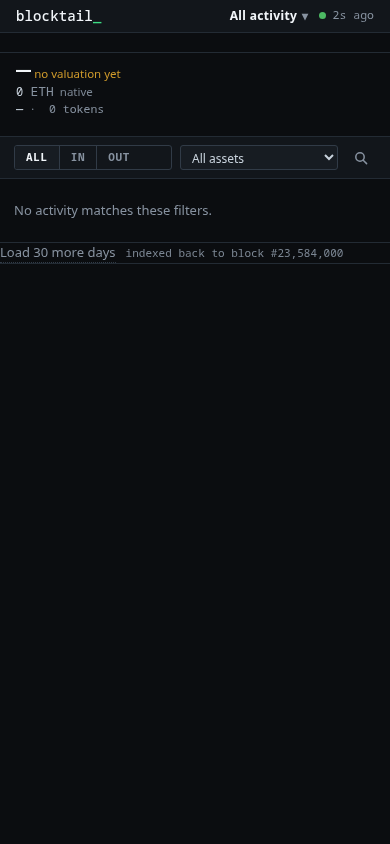 blocktail_ All activity ▼ 2s ago
— no valuation yet
0 ETH native
— · 0 tokens
ALL IN OUT All assets
No activity matches these filters.
Load 30 more days indexed back to block #23,584,000